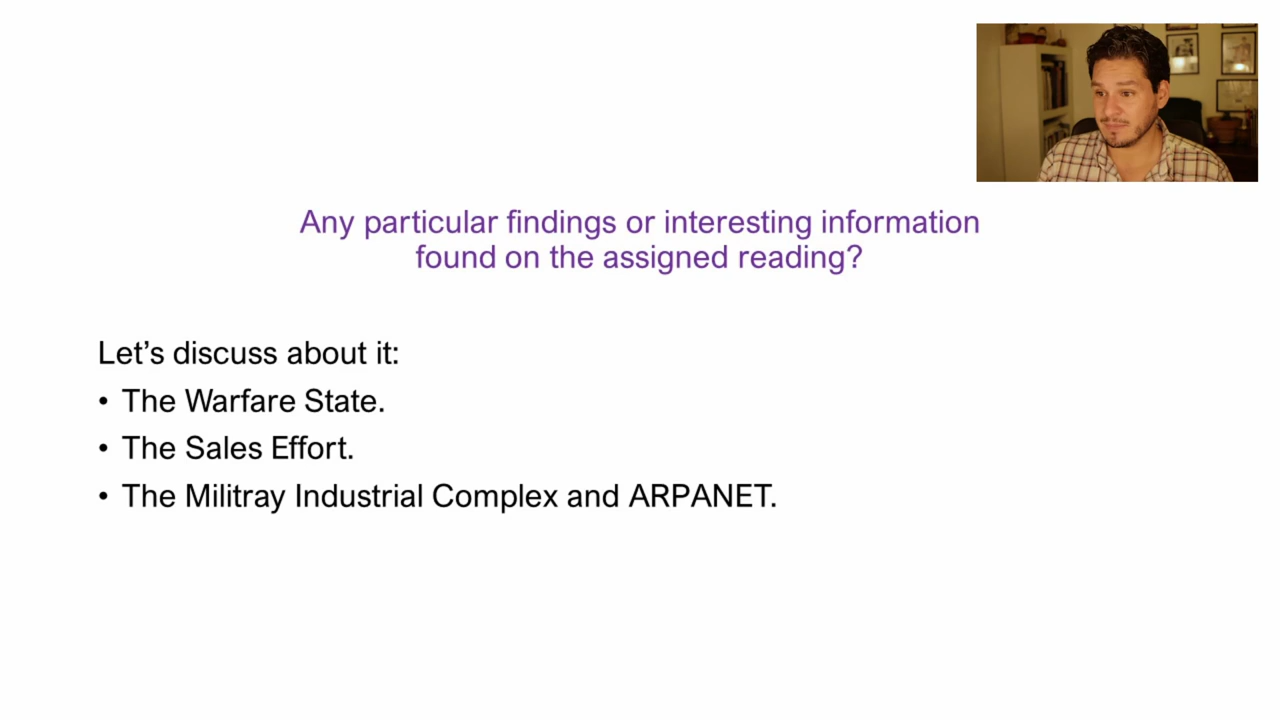 Any particular findings or interesting information
found on the assigned reading?
Let’s discuss about it:
• The Warfare State.
• The Sales Effort.
• The Militray Industrial Complex and ARPANET.